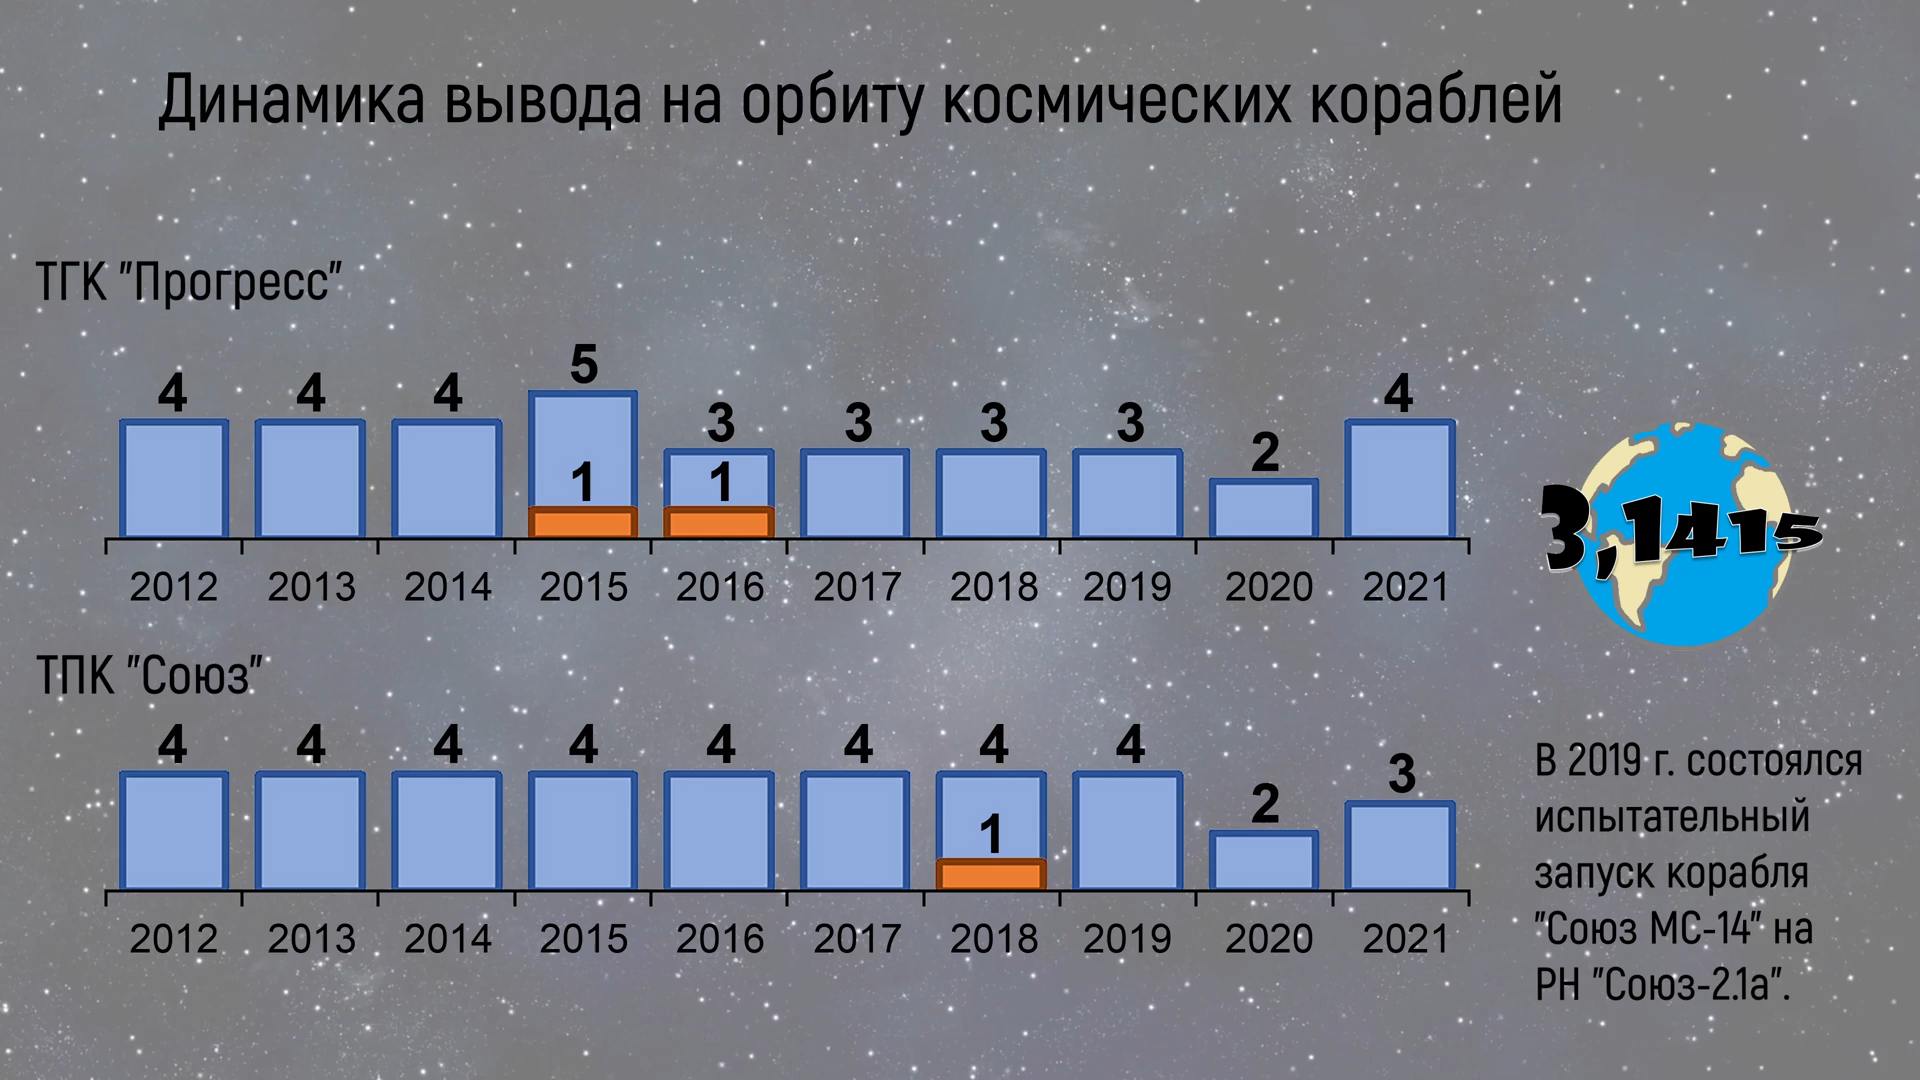 Динамика вывода на орбиту космических кораблей
ТГК "Прогресс"
4 4 4 5 3 3 3 3 2 4
1 1
2012 2013 2014 2015 2016 2017 2018 2019 2020 2021
3,1415
ТПК "Союз"
4 4 4 4 4 4 4 4 2 3
1
2012 2013 2014 2015 2016 2017 2018 2019 2020 2021
В 2019 г. состоялся
испытательный
запуск корабля
"Союз МС-14" на
РН "Союз-2.1а".